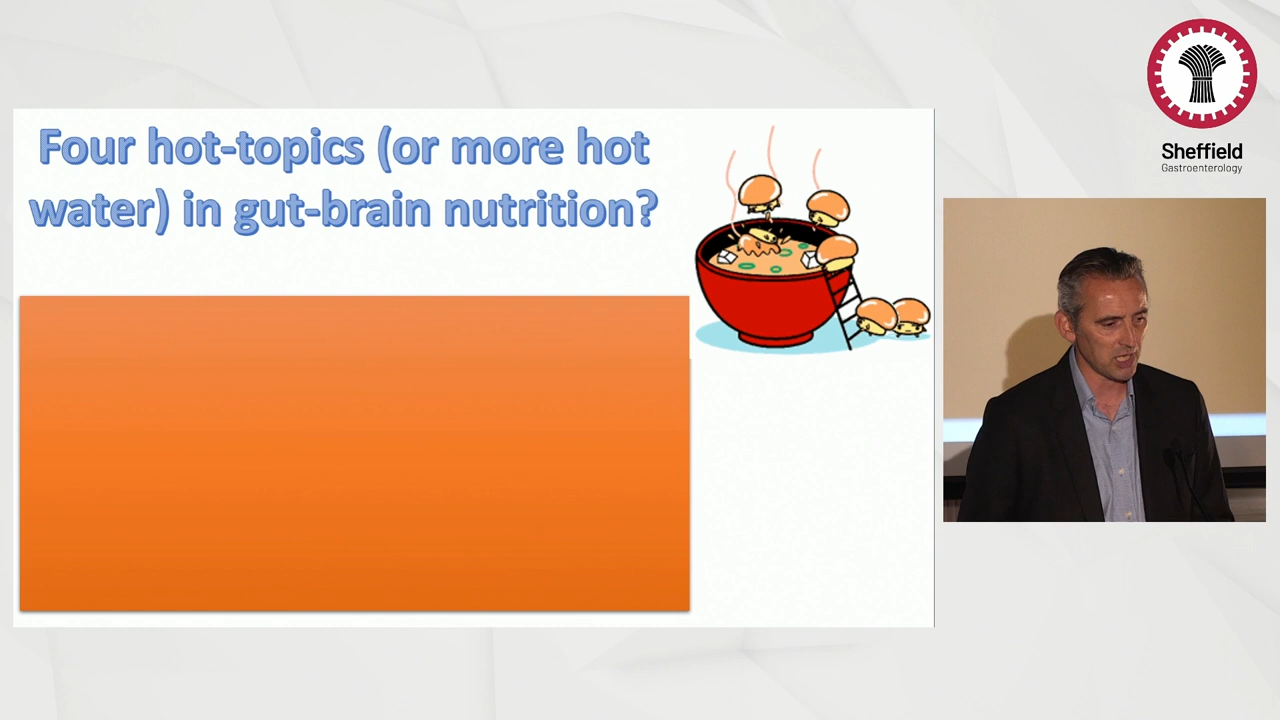 Four hot-topics (or more hot
water) in gut-brain nutrition?
Sheffield
Gastroenterology